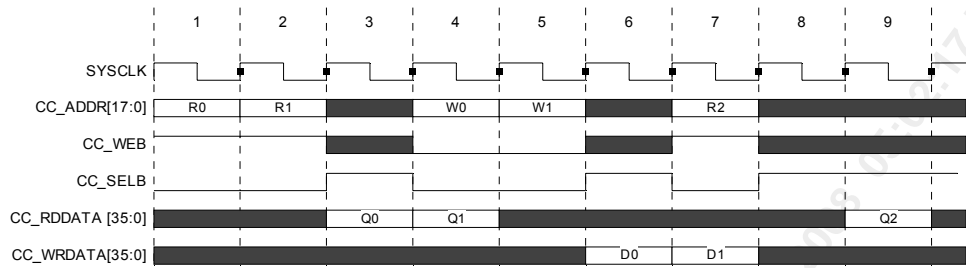 1 2 3 4 5 6 7 8 9
SYSCLK
CC_ADDR[17:0] R0 R1 W0 W1 R2
CC_WEB
CC_SELB
CC_RDDATA [35:0] Q0 Q1 Q2
CC_WRDATA[35:0] D0 D1